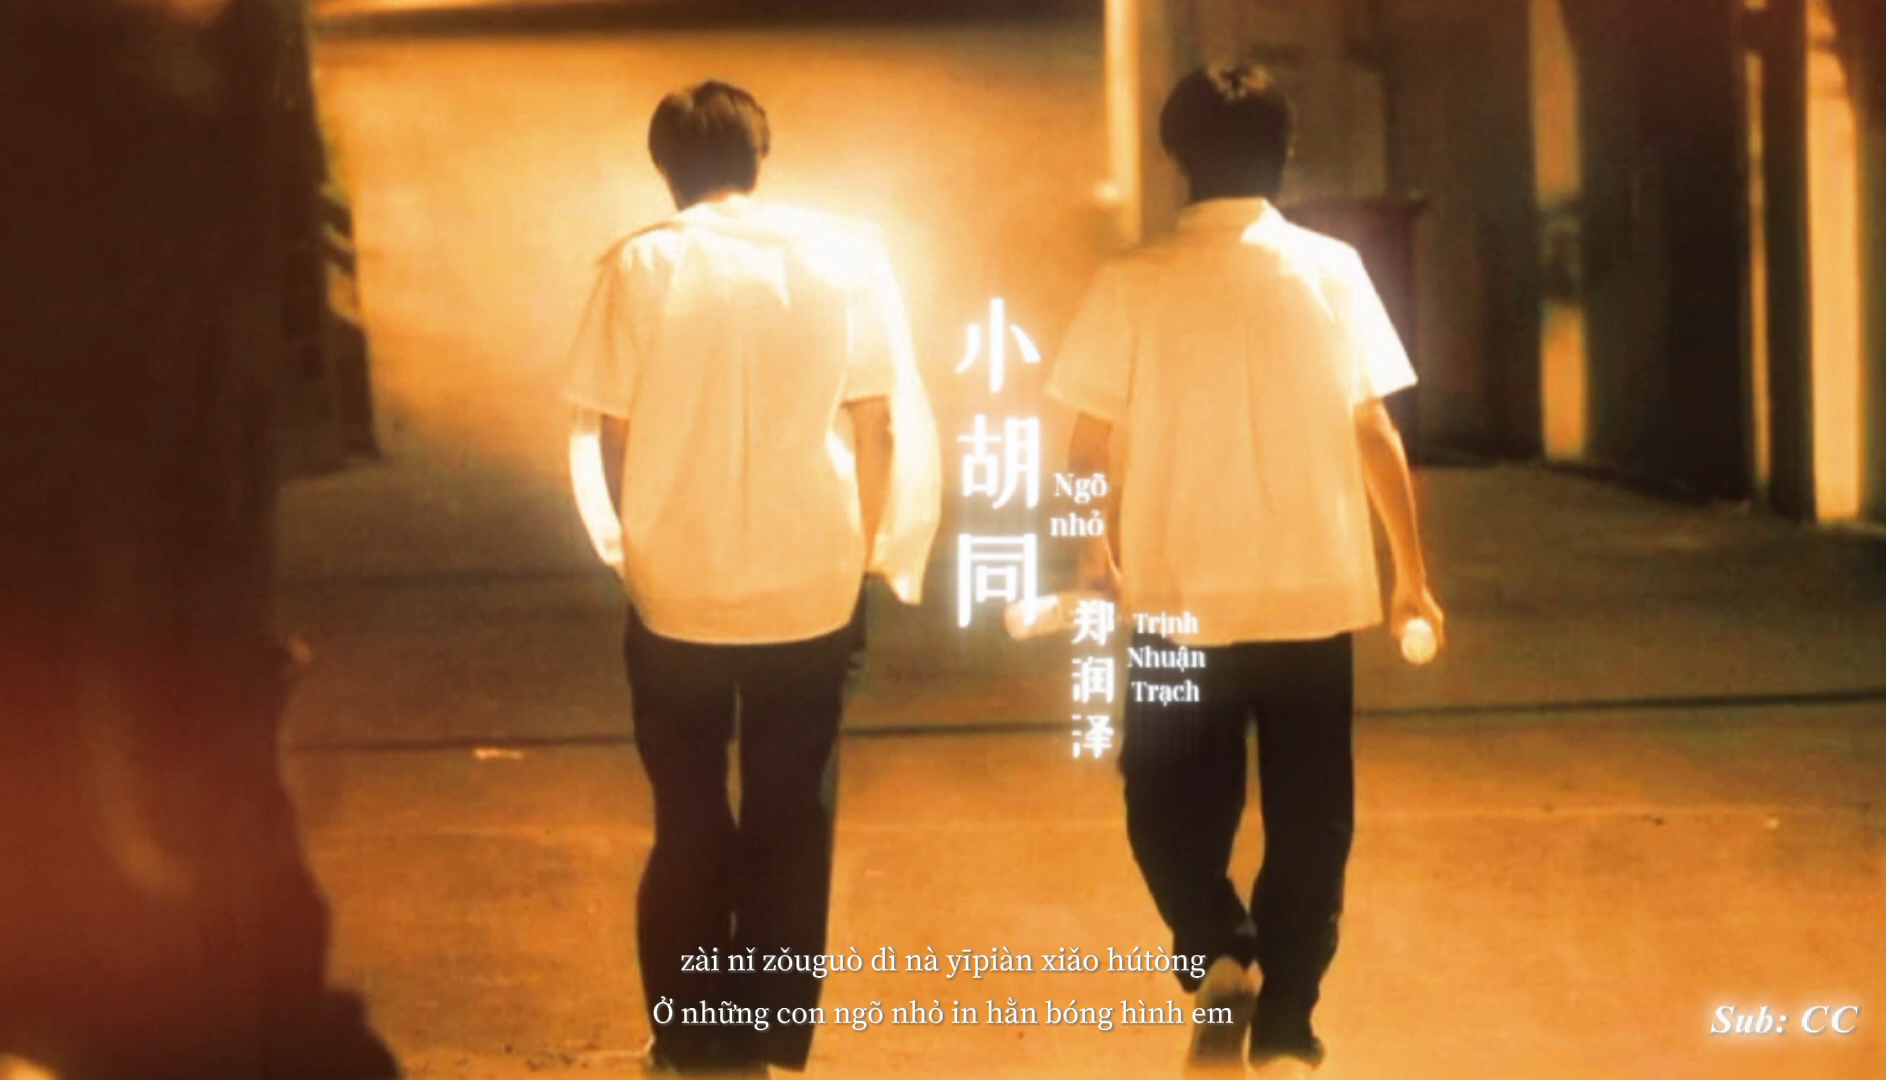 小胡同
Ngõ
nhỏ
郑润泽
Trịnh
Nhuận
Trạch
zài nǐ zǒuguò dì nà yīpiàn xiǎo hútòng
Ở những con ngõ nhỏ in hằn bóng hình em
Sub: CC